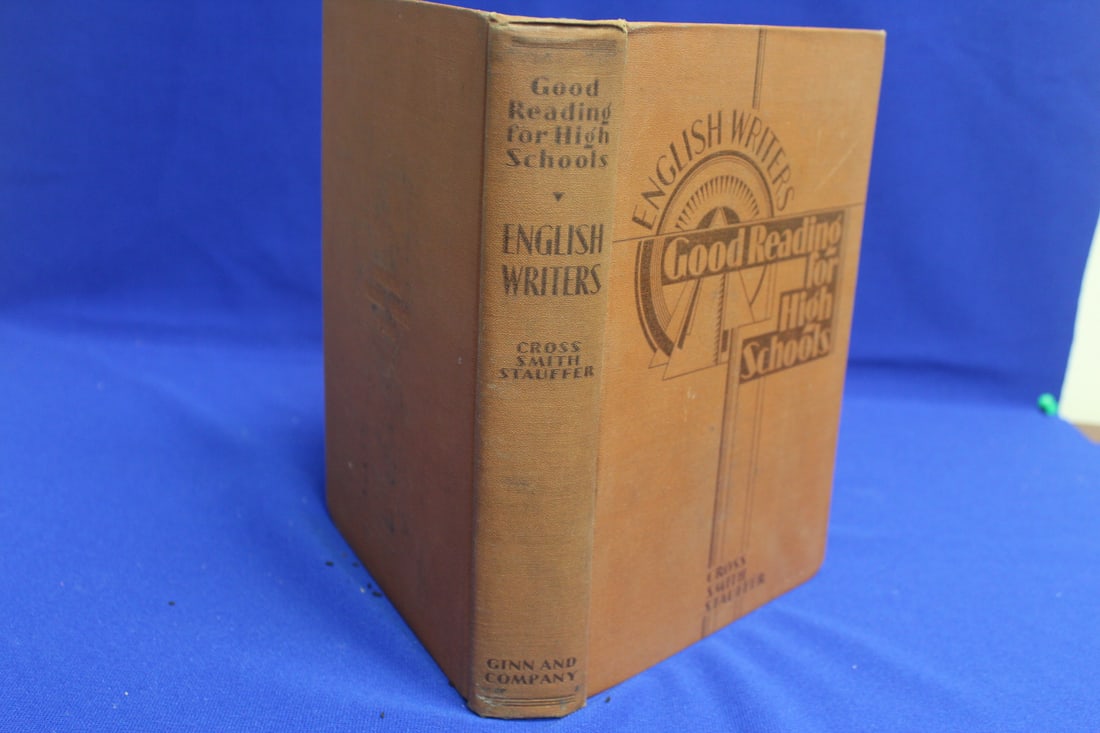 Good
Reading
for High
Schools
ENGLISH
WRITERS
CROSS
SMITH
STAUFFER
GINN AND
COMPANY
ENGLISH WRITERS
Good Reading
for
High
Schools
CROSS
SMITH
STAUFFER